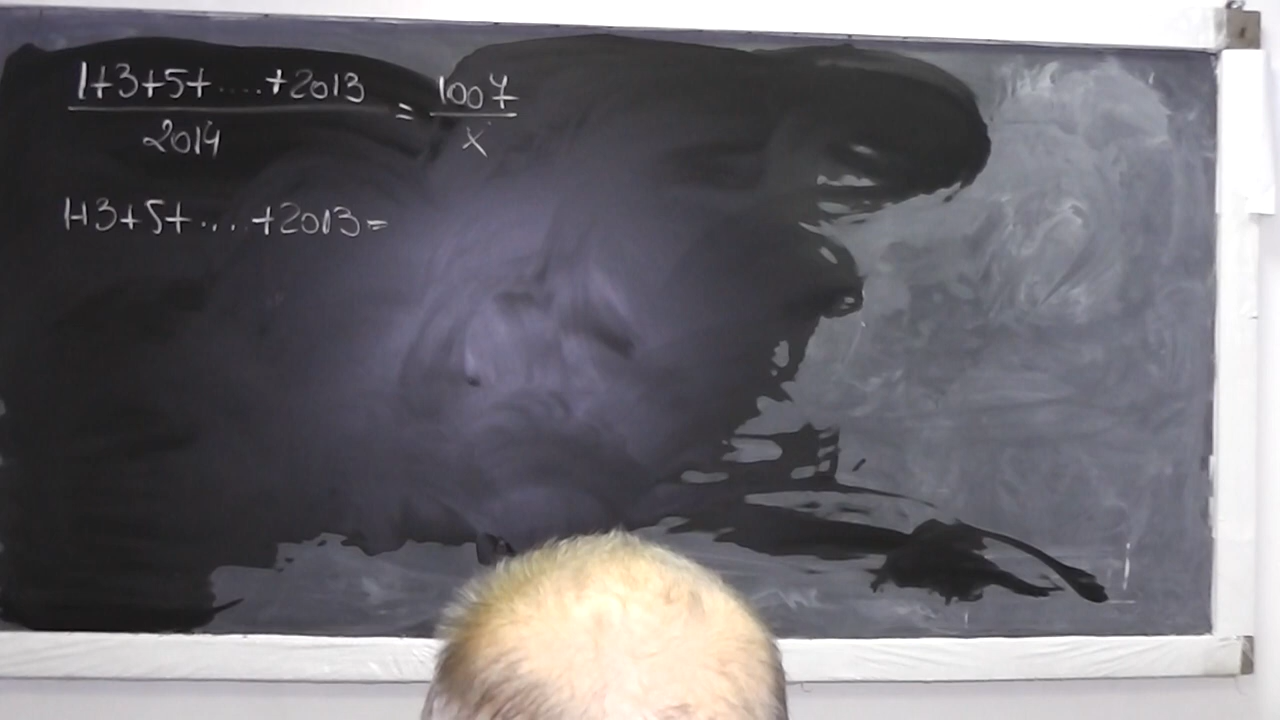 1+3+5+....+2013 / 2014 = 1007 / x
1+3+5+....+2013=